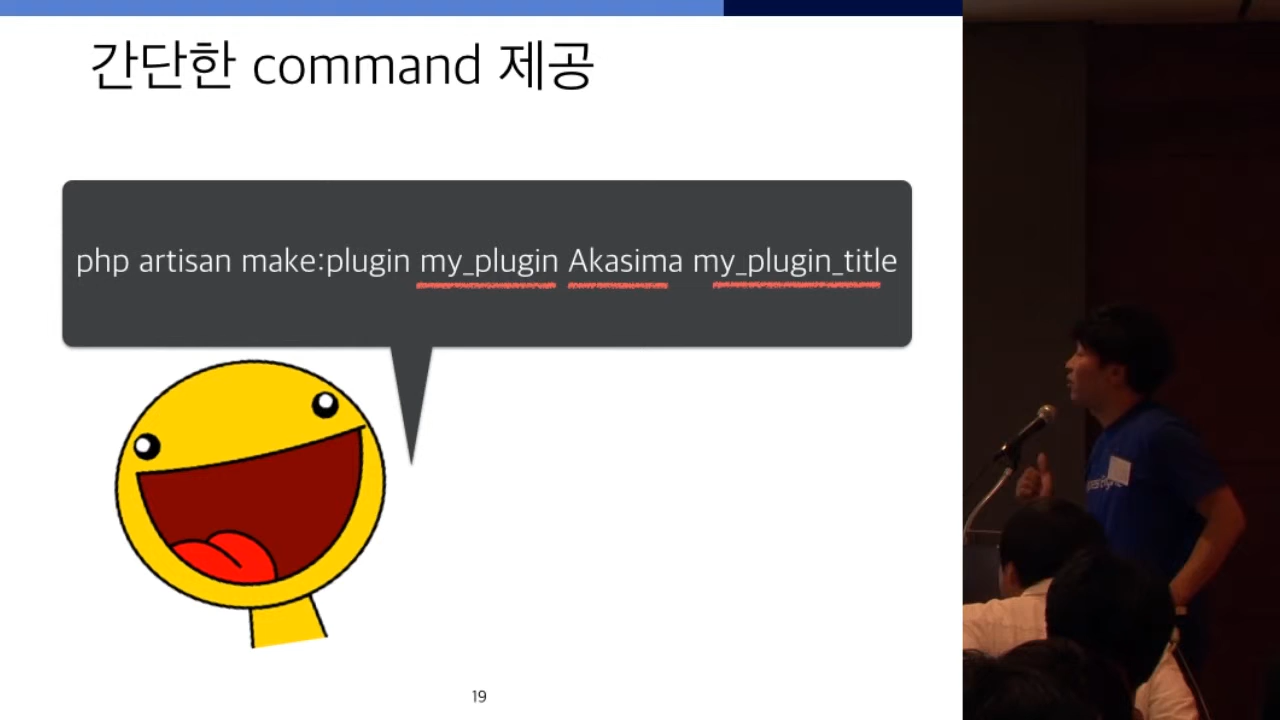 간단한 command 제공
php artisan make:plugin my_plugin Akasima my_plugin_title
19